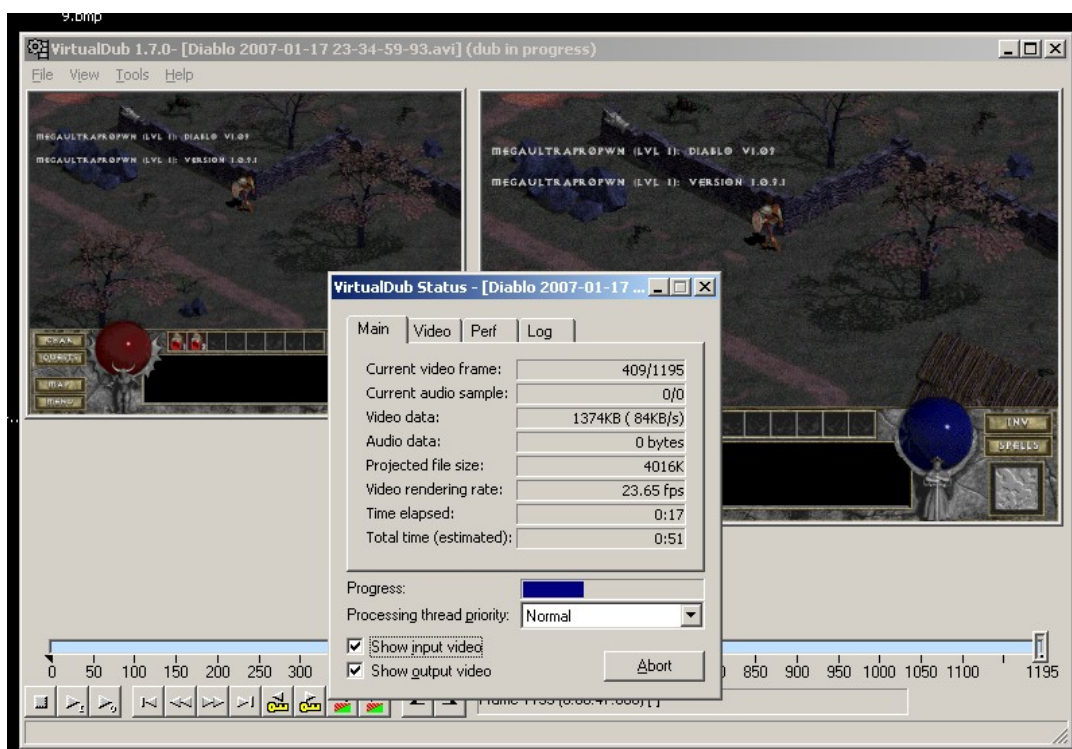 9.bmp
VirtualDub 1.7.0- [Diablo 2007-01-17 23-34-59-93.avi] (dub in progress)
File View Tools Help
MEGAULTRAPROPWN (LVL 1): DIABLO V1.09
MEGAULTRAPROPWN (LVL 1): VERSION 1.0.9.1
MEGAULTRAPROPWN (LVL 1): DIABLO V1.09
MEGAULTRAPROPWN (LVL 1): VERSION 1.0.9.1
CHAR
QUESTS
MAP
MENU
INV
SPELLS
VirtualDub Status - [Diablo 2007-01-17 ...
Main Video Perf Log
Current video frame: 409/1195
Current audio sample: 0/0
Video data: 1374KB ( 84KB/s)
Audio data: 0 bytes
Projected file size: 4016K
Video rendering rate: 23.65 fps
Time elapsed: 0:17
Total time (estimated): 0:51
Progress:
Processing thread priority: Normal
Show input video
Show output video
Abort
0 50 100 150 200 250 300 850 900 950 1000 1050 1100 1195